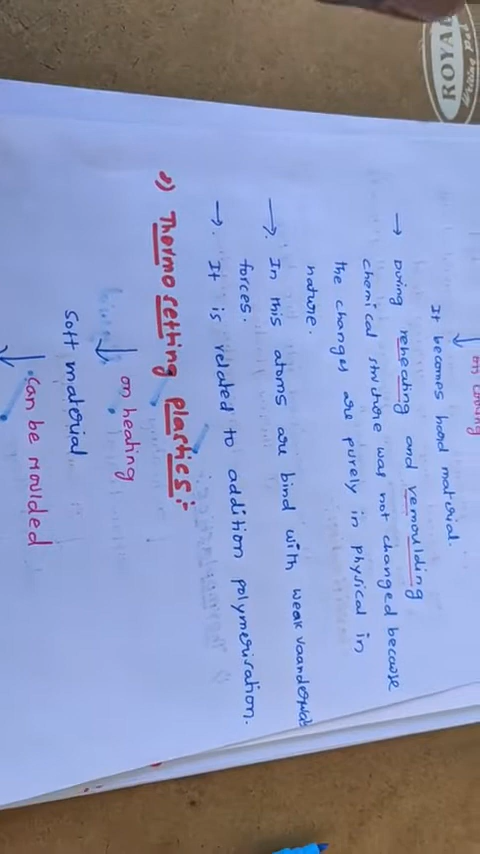 on cooling
↓
It becomes hard material.
→ During reheating and remoulding
chemical structure was not changed because
the changes are purely in physical in
nature.
→. In this atoms are bind with weak vaanderwals
forces.
→. It is related to addition polymerisation.
2) Thermo setting plastics:
↓ on heating
Soft material
↓ Can be moulded
ROYAL